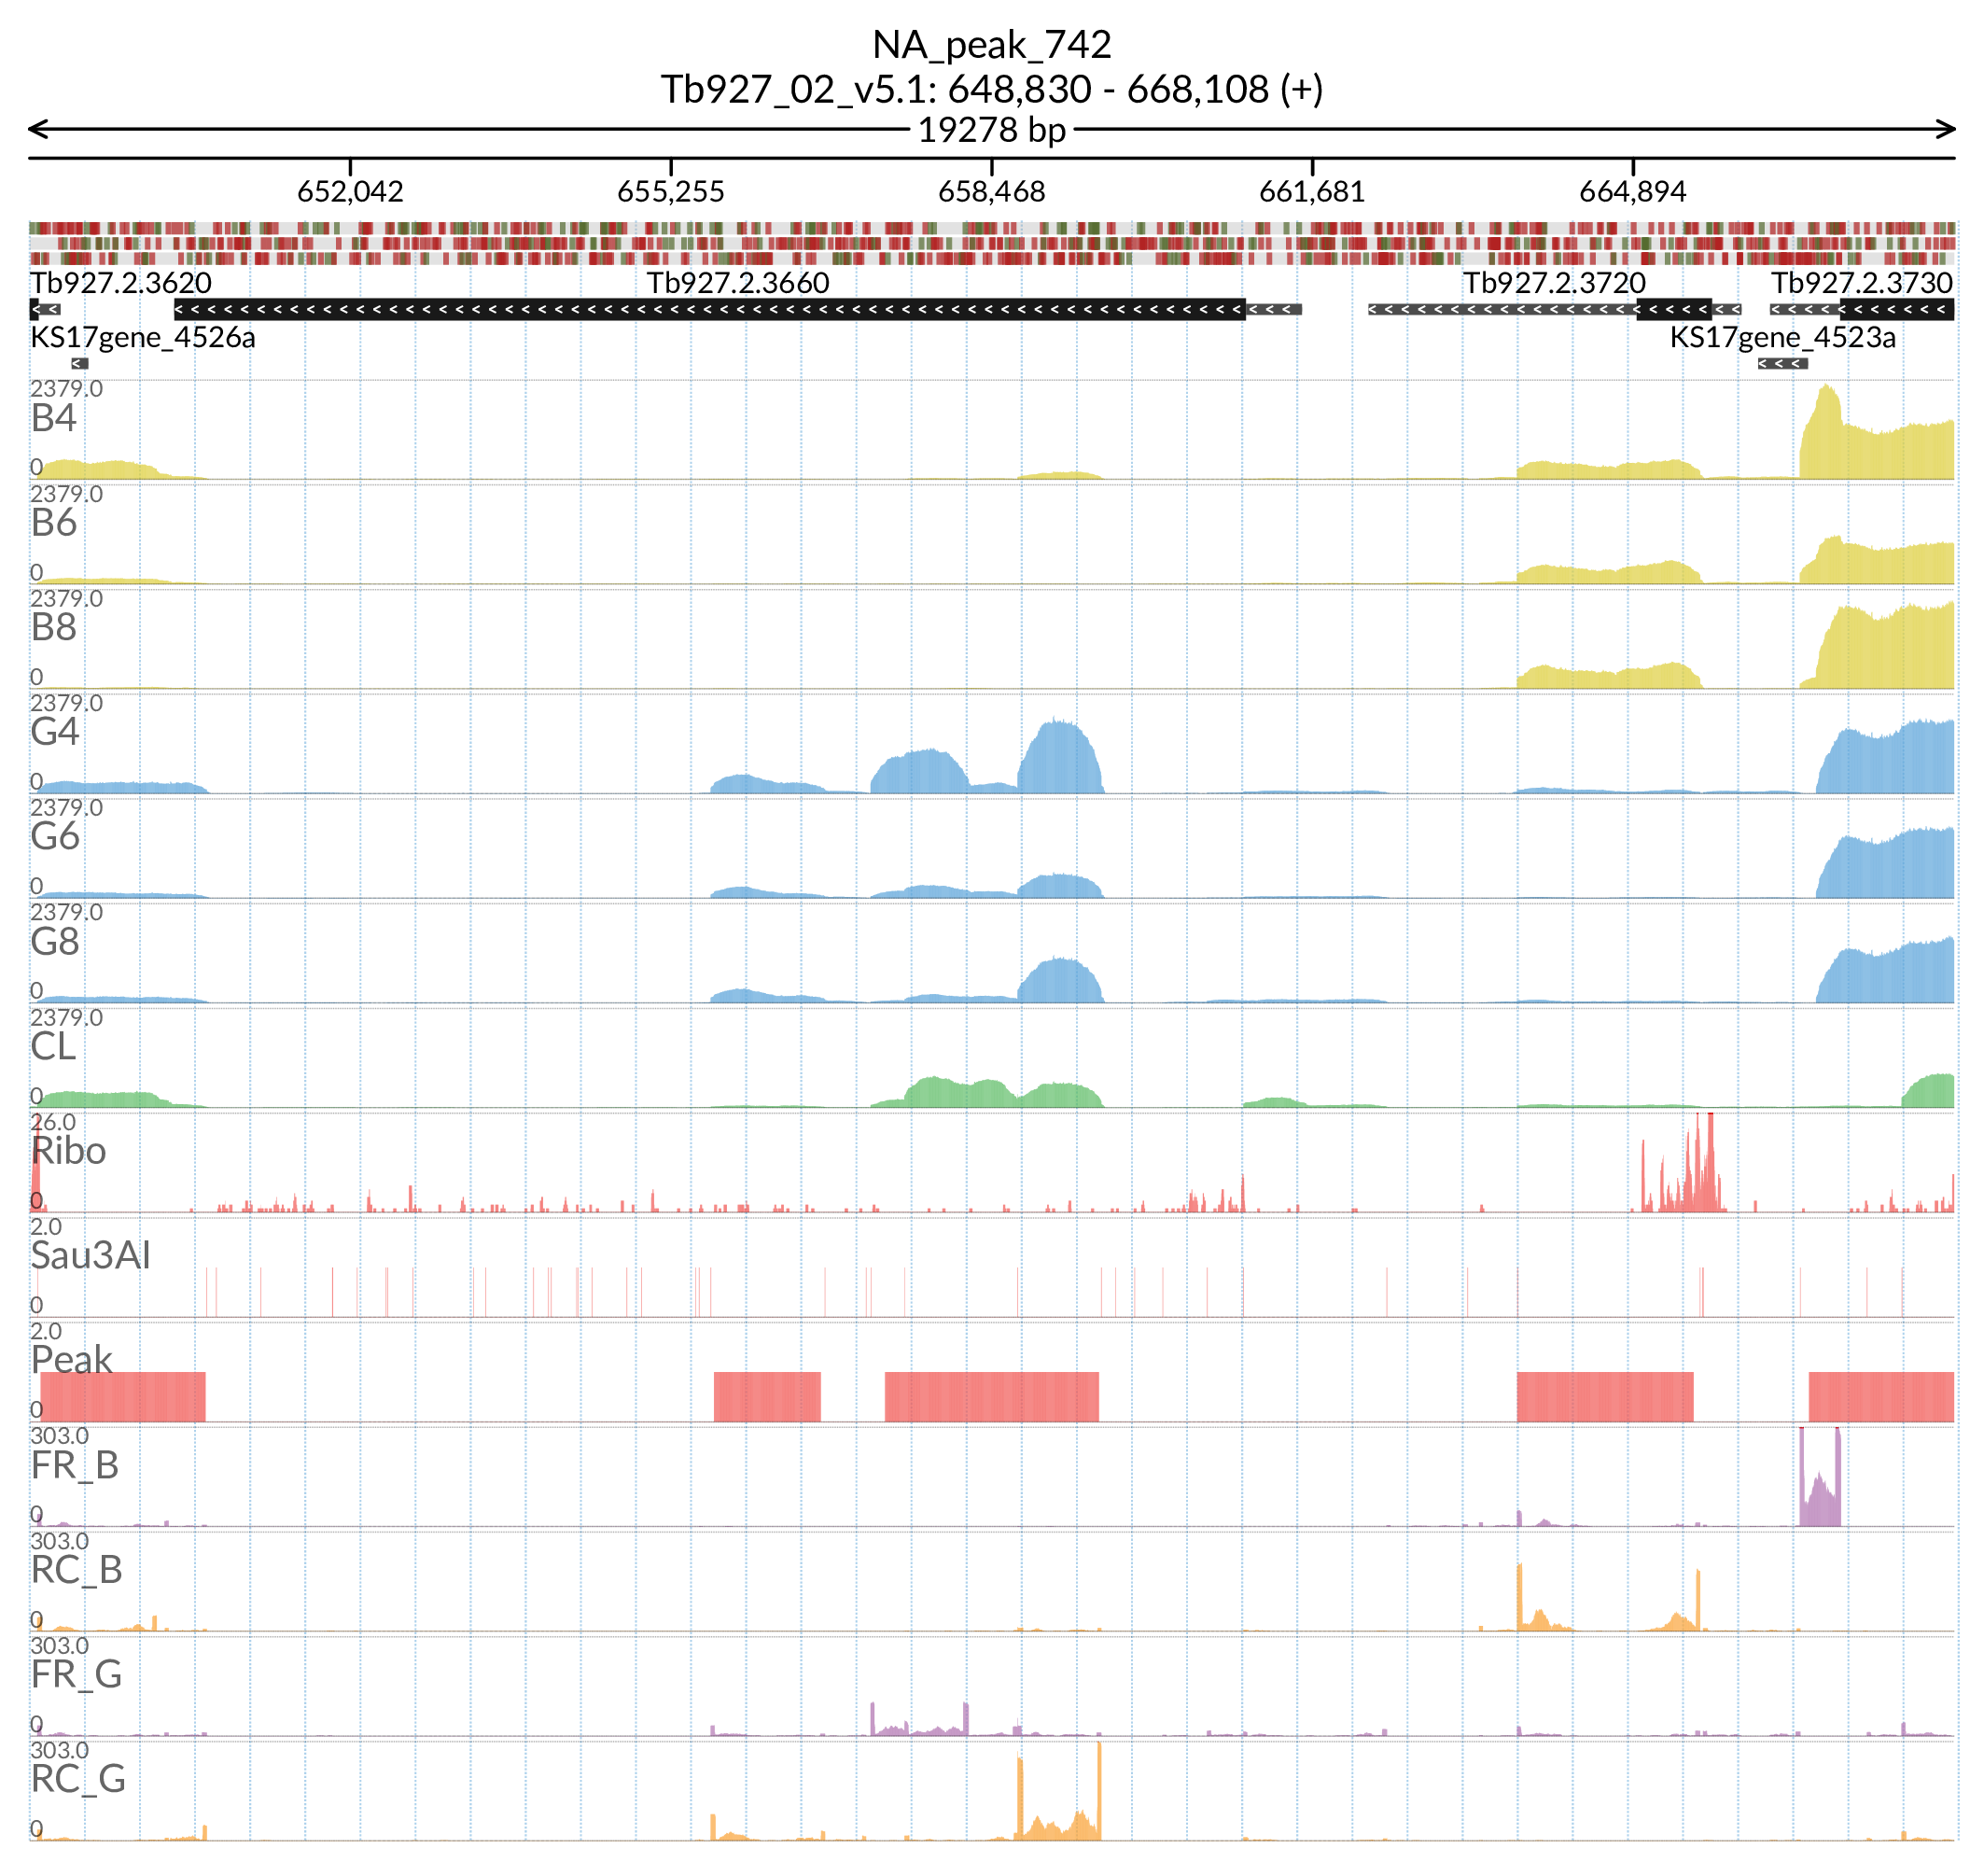 NA_peak_742
Tb927_02_v5.1: 648,830 - 668,108 (+)
19278 bp
652,042 655,255 658,468 661,681 664,894
Tb927.2.3620 Tb927.2.3660 Tb927.2.3720 Tb927.2.3730
KS17gene_4526a KS17gene_4523a
2379.0
B4
0
2379.0
B6
0
2379.0
B8
0
2379.0
G4
0
2379.0
G6
0
2379.0
G8
0
2379.0
CL
0
26.0
Ribo
0
2.0
Sau3AI
0
2.0
Peak
0
303.0
FR_B
0
303.0
RC_B
0
303.0
FR_G
0
303.0
RC_G
0